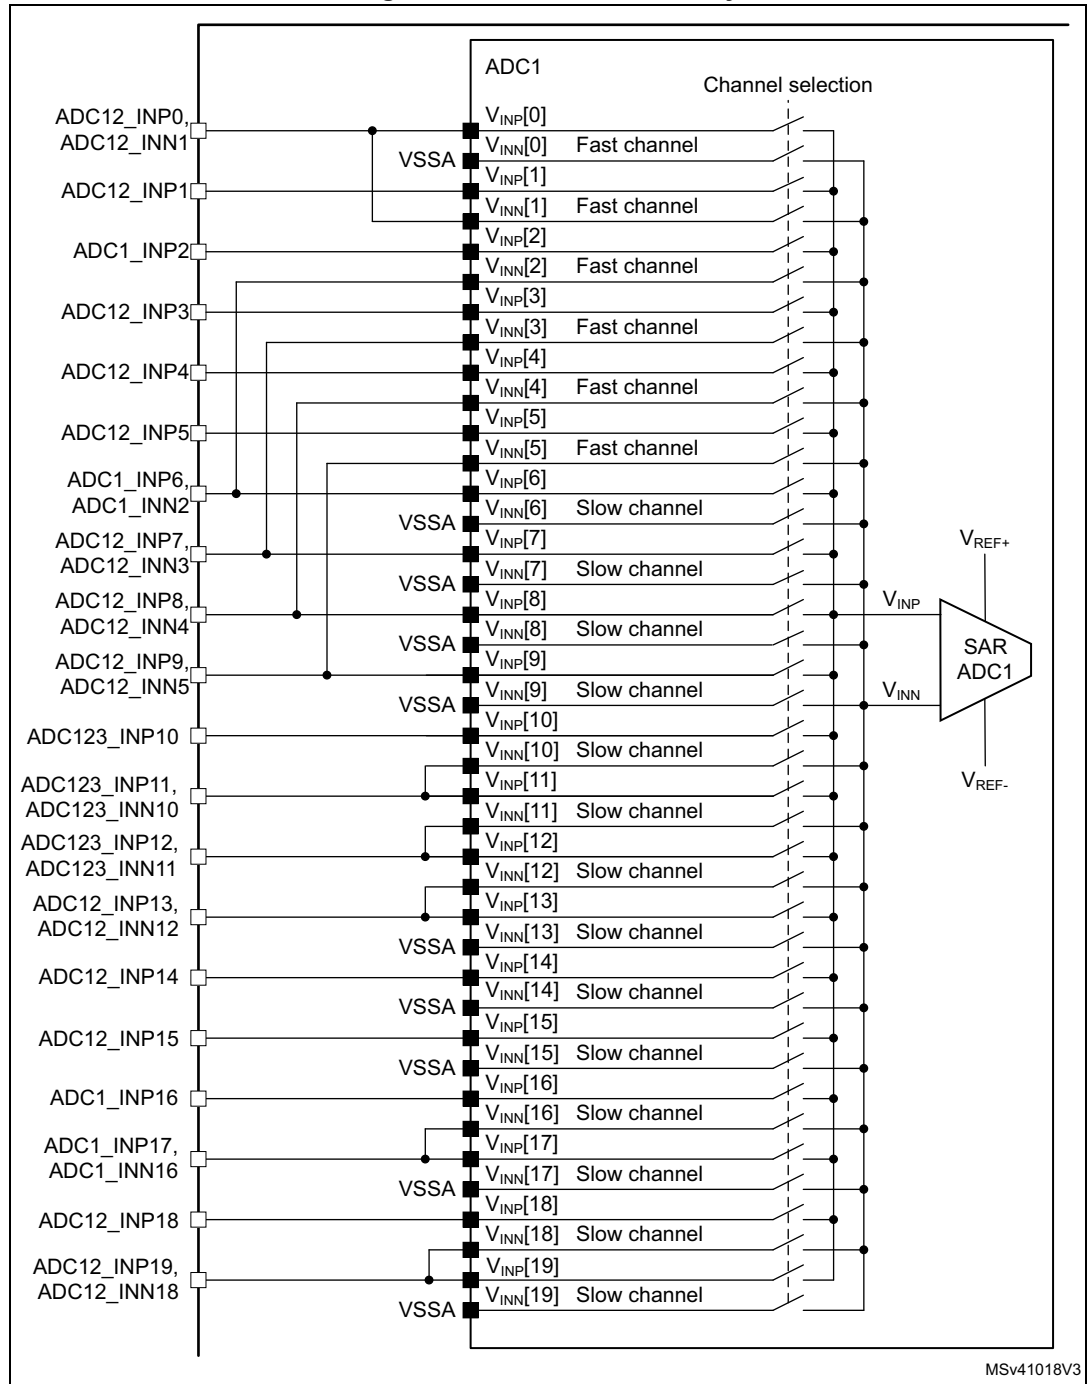 ADC1
Channel selection
ADC12_INP0,
ADC12_INN1
VINP[0]
VINN[0] Fast channel
VSSA
ADC12_INP1
VINP[1]
VINN[1] Fast channel
ADC1_INP2
VINP[2]
VINN[2] Fast channel
ADC12_INP3
VINP[3]
VINN[3] Fast channel
ADC12_INP4
VINP[4]
VINN[4] Fast channel
ADC12_INP5
VINP[5]
VINN[5] Fast channel
ADC1_INP6,
ADC1_INN2
VINP[6]
VINN[6] Slow channel
VSSA
ADC12_INP7,
ADC12_INN3
VINP[7]
VINN[7] Slow channel
VSSA
ADC12_INP8,
ADC12_INN4
VINP[8]
VINN[8] Slow channel
VSSA
ADC12_INP9,
ADC12_INN5
VINP[9]
VINN[9] Slow channel
VSSA
ADC123_INP10
VINP[10]
VINN[10] Slow channel
ADC123_INP11,
ADC123_INN10
VINP[11]
VINN[11] Slow channel
ADC123_INP12,
ADC123_INN11
VINP[12]
VINN[12] Slow channel
ADC12_INP13,
ADC12_INN12
VINP[13]
VINN[13] Slow channel
VSSA
ADC12_INP14
VINP[14]
VINN[14] Slow channel
VSSA
ADC12_INP15
VINP[15]
VINN[15] Slow channel
VSSA
ADC1_INP16
VINP[16]
VINN[16] Slow channel
ADC1_INP17,
ADC1_INN16
VINP[17]
VINN[17] Slow channel
VSSA
ADC12_INP18
VINP[18]
VINN[18] Slow channel
ADC12_INP19,
ADC12_INN18
VINP[19]
VINN[19] Slow channel
VSSA
VREF+
VINP
SAR
ADC1
VINN
VREF-
MSv41018V3